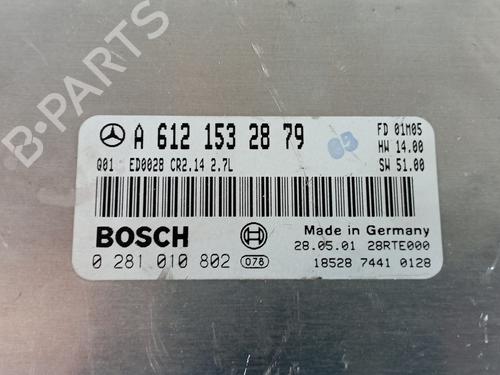 A 612 153 28 79
FD 01M05
HW 14.00
Q01 ED0028 CR2.14 2.7L
SW 51.00
BOSCH
Made in Germany
28.05.01 28RTE000
0 281 010 802 078
18528 7441 0128
B-PARTS